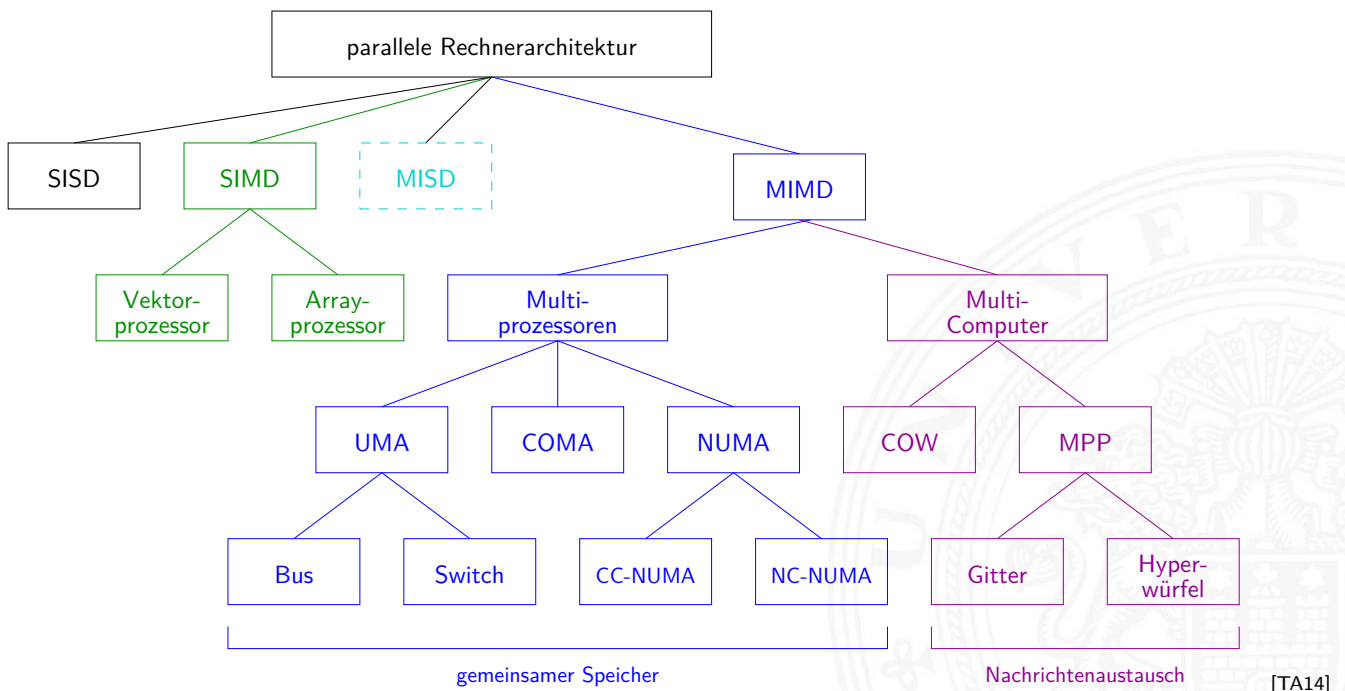 parallele Rechnerarchitektur
SISD
SIMD
MISD
MIMD
Vektor-
prozessor
Array-
prozessor
Multi-
prozessoren
Multi-
Computer
UMA
COMA
NUMA
COW
MPP
Bus
Switch
CC-NUMA
NC-NUMA
Gitter
Hyper-
würfel
gemeinsamer Speicher
Nachrichtenaustausch
[TA14]
U
VER